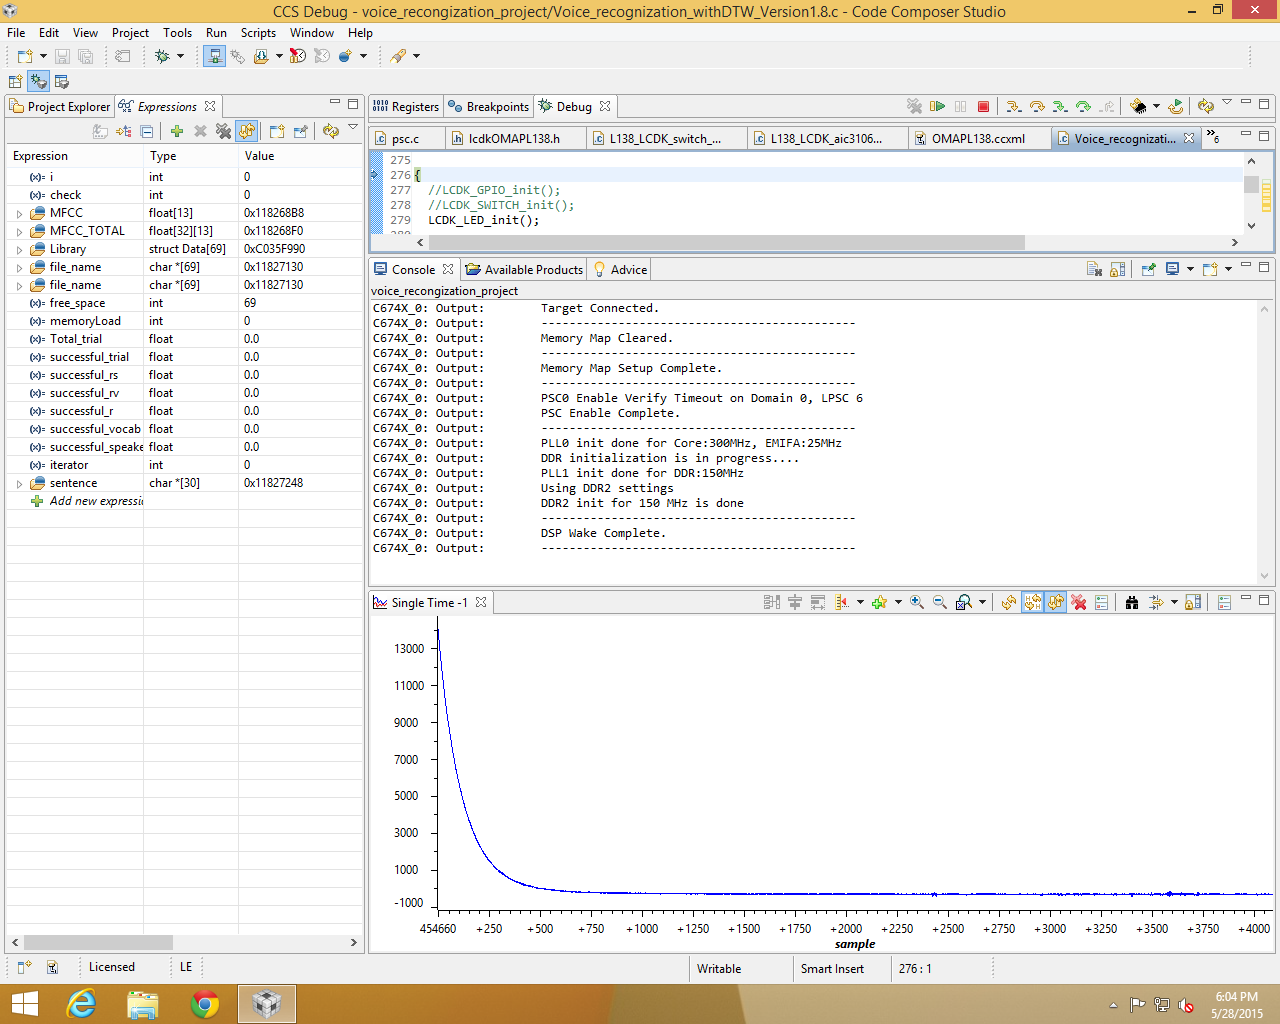 CCS Debug - voice_recongization_project/Voice_recognization_withDTW_Version1.8.c - Code Composer Studio
File Edit View Project Tools Run Scripts Window Help
Project Explorer Expressions
Expression Type Value
(x)= i int 0
(x)= check int 0
MFCC float[13] 0x118268B8
MFCC_TOTAL float[32][13] 0x118268F0
Library struct Data[69] 0xC035F990
file_name char *[69] 0x11827130
file_name char *[69] 0x11827130
(x)= free_space int 69
(x)= memoryLoad int 0
(x)= Total_trial float 0.0
(x)= successful_trial float 0.0
(x)= successful_rs float 0.0
(x)= successful_rv float 0.0
(x)= successful_r float 0.0
(x)= successful_vocab float 0.0
(x)= successful_speake float 0.0
(x)= iterator int 0
sentence char *[30] 0x11827248
Add new expressi
Registers Breakpoints Debug
psc.c lcdkOMAPL138.h L138_LCDK_switch_... L138_LCDK_aic3106... OMAPL138.ccxml Voice_recognizati... »6
275
276 {
277 //LCDK_GPIO_init();
278 //LCDK_SWITCH_init();
279 LCDK_LED_init();
Console Available Products Advice
voice_recongization_project
C674X_0: Output: Target Connected.
C674X_0: Output: ---------------------------------------------
C674X_0: Output: Memory Map Cleared.
C674X_0: Output: ---------------------------------------------
C674X_0: Output: Memory Map Setup Complete.
C674X_0: Output: ---------------------------------------------
C674X_0: Output: PSC0 Enable Verify Timeout on Domain 0, LPSC 6
C674X_0: Output: PSC Enable Complete.
C674X_0: Output: ---------------------------------------------
C674X_0: Output: PLL0 init done for Core:300MHz, EMIFA:25MHz
C674X_0: Output: DDR initialization is in progress....
C674X_0: Output: PLL1 init done for DDR:150MHz
C674X_0: Output: Using DDR2 settings
C674X_0: Output: DDR2 init for 150 MHz is done
C674X_0: Output: ---------------------------------------------
C674X_0: Output: DSP Wake Complete.
C674X_0: Output: ---------------------------------------------
Single Time -1
13000
11000
9000
7000
5000
3000
1000
-1000
454660 +250 +500 +750 +1000 +1250 +1500 +1750 +2000 +2250 +2500 +2750 +3000 +3250 +3500 +3750 +4000
sample
Licensed LE Writable Smart Insert 276 : 1
6:04 PM
5/28/2015